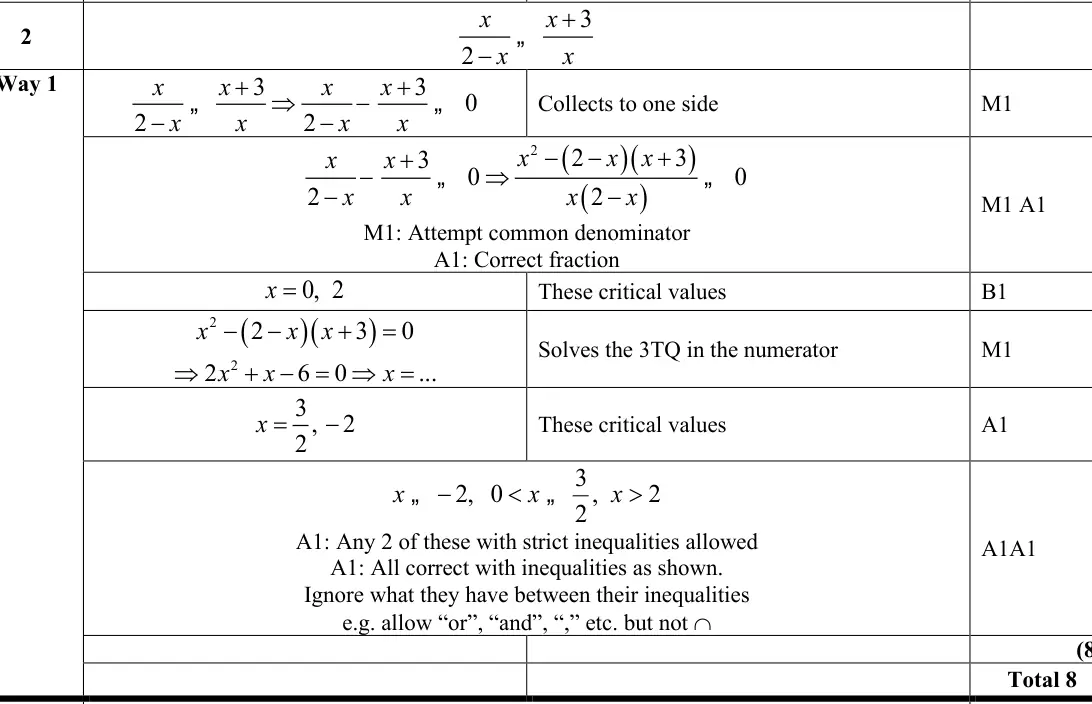 2
x/(2 − x) „ (x + 3)/x
Way 1
x/(2 − x) „ (x + 3)/x ⇒ x/(2 − x) − (x + 3)/x „ 0
Collects to one side
M1
x/(2 − x) − (x + 3)/x „ 0 ⇒ (x² − (2 − x)(x + 3))/(x(2 − x)) „ 0
M1: Attempt common denominator
A1: Correct fraction
M1 A1
x = 0, 2
These critical values
B1
x² − (2 − x)(x + 3) = 0
⇒ 2x² + x − 6 = 0 ⇒ x = ...
Solves the 3TQ in the numerator
M1
x = 3/2, −2
These critical values
A1
x „ −2, 0 < x „ 3/2, x > 2
A1: Any 2 of these with strict inequalities allowed
A1: All correct with inequalities as shown.
Ignore what they have between their inequalities
e.g. allow “or”, “and”, “,” etc. but not ∩
A1A1
(8
Total 8